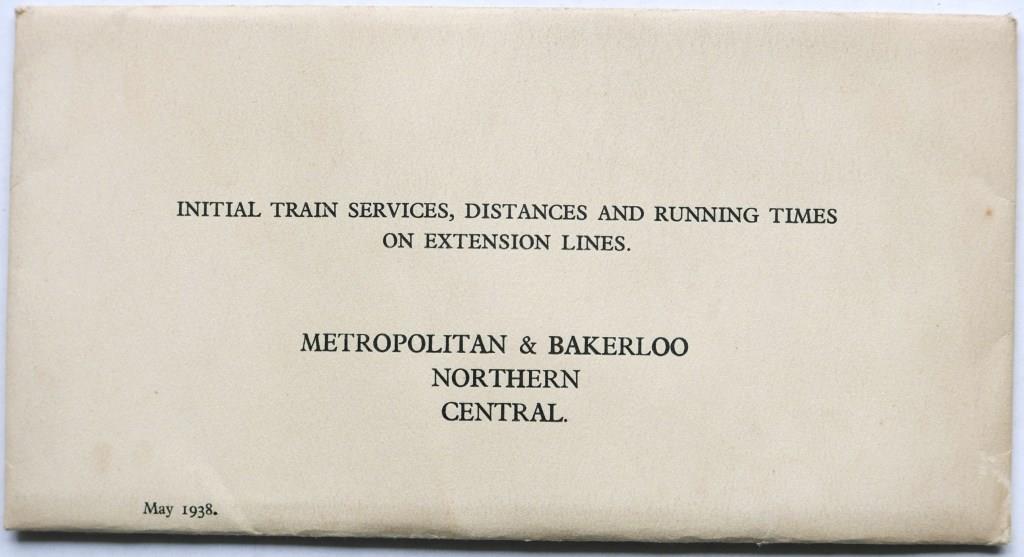 INITIAL TRAIN SERVICES, DISTANCES AND RUNNING TIMES
ON EXTENSION LINES.
METROPOLITAN & BAKERLOO
NORTHERN
CENTRAL.
May 1938.